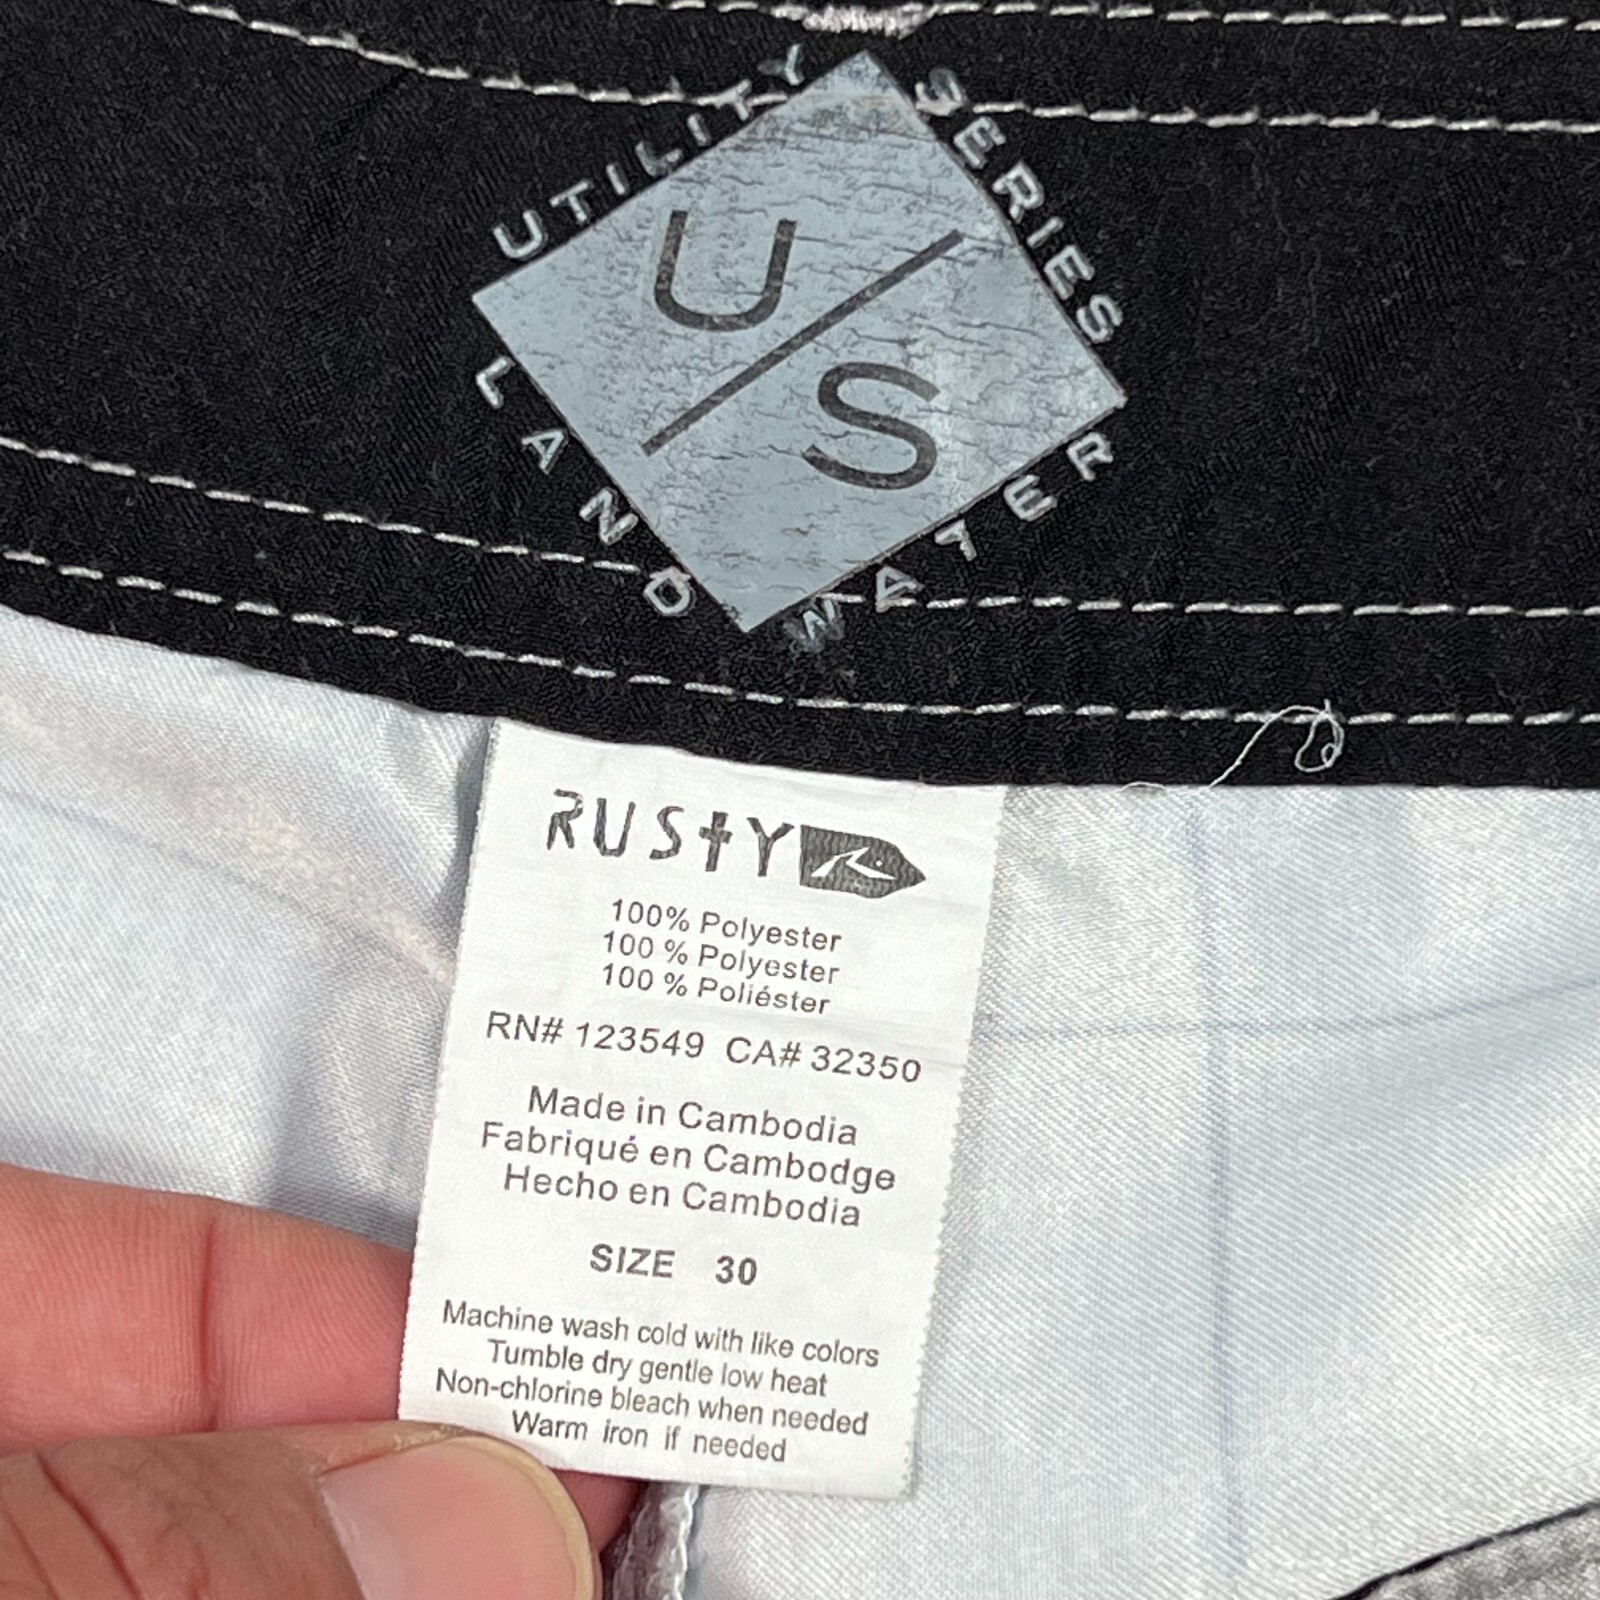 UTILITY SERIES
U/S
LAND WATER
RUSTY
100% Polyester
100 % Polyester
100 % Poliéster
RN# 123549 CA# 32350
Made in Cambodia
Fabriqué en Cambodge
Hecho en Cambodia
SIZE 30
Machine wash cold with like colors
Tumble dry gentle low heat
Non-chlorine bleach when needed
Warm iron if needed